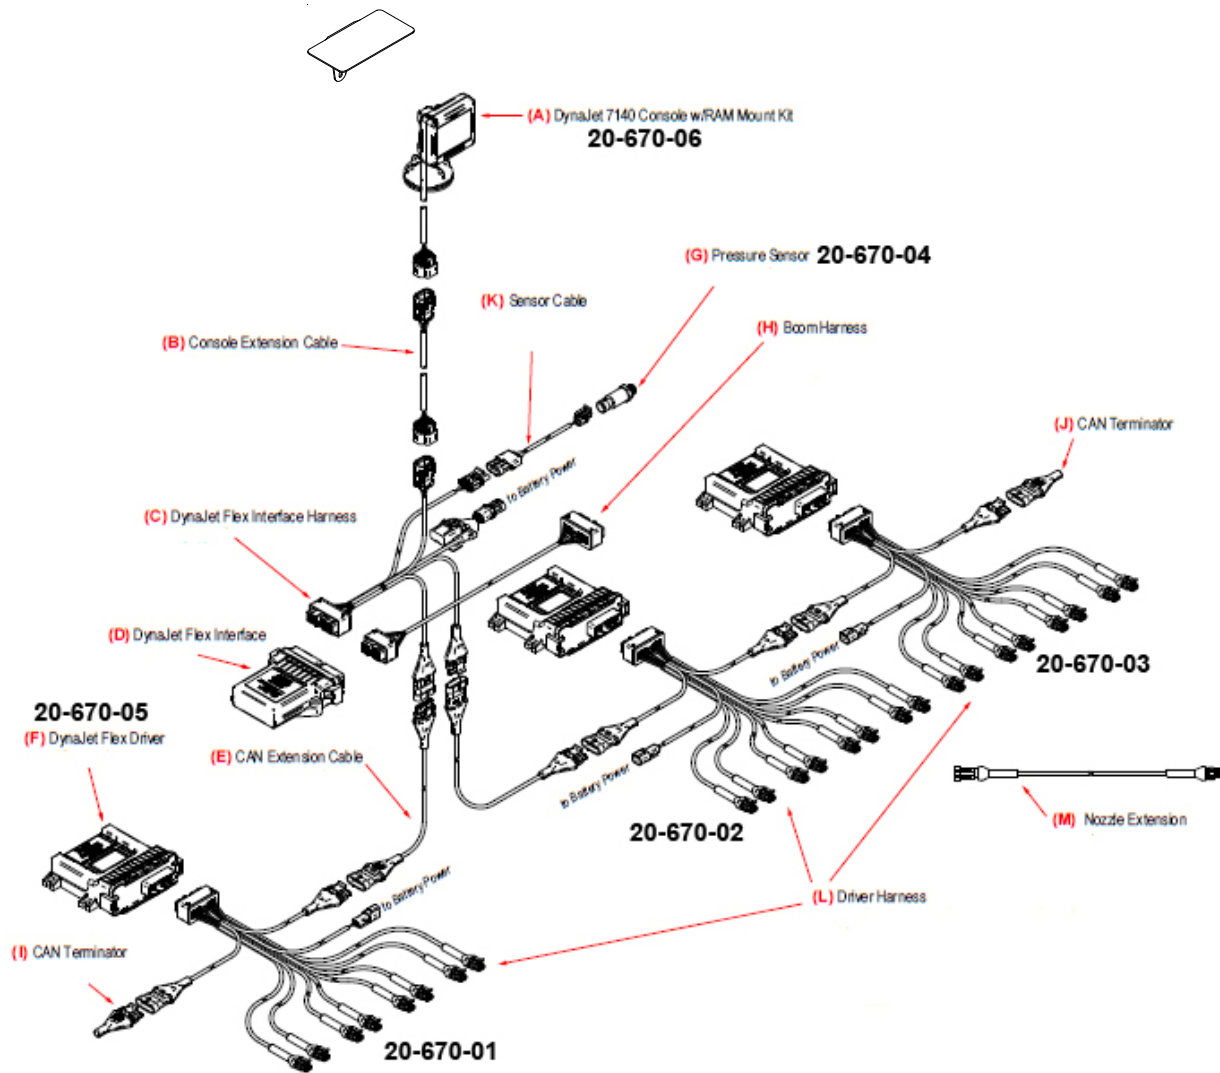 (A) DynaJet 7140 Console w/RAM Mount Kit
20-670-06
(G) Pressure Sensor 20-670-04
(K) Sensor Cable
(H) Boom Harness
(B) Console Extension Cable
(J) CAN Terminator
to Battery Power
(C) DynaJet Flex Interface Harness
(D) DynaJet Flex Interface
to Battery Power
20-670-03
20-670-05
(F) DynaJet Flex Driver
(E) CAN Extension Cable
to Battery Power
20-670-02
(M) Nozzle Extension
to Battery Power
(L) Driver Harness
(I) CAN Terminator
20-670-01